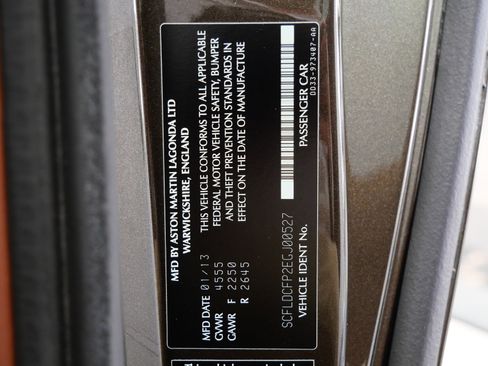 MFD BY ASTON MARTIN LAGONDA LTD
WARWICKSHIRE, ENGLAND
THIS VEHICLE CONFORMS TO ALL APPLICABLE
FEDERAL MOTOR VEHICLE SAFETY, BUMPER
AND THEFT PREVENTION STANDARDS IN
EFFECT ON THE DATE OF MANUFACTURE
MFD DATE 01/13
GVWR 4555
GAWR F 2250
R 2645
SCFLDCFP2EGJ00527
VEHICLE IDENT No.
PASSENGER CAR
DD33-973407-AA